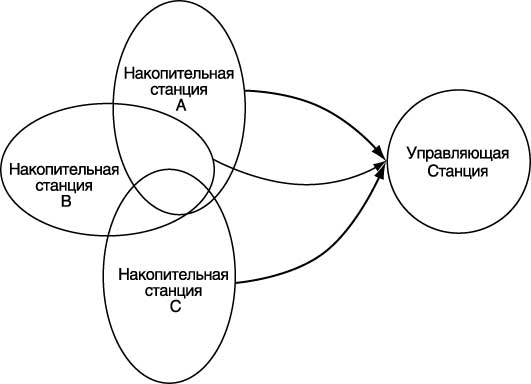 Накопительная
станция
А
Накопительная
станция
В
Накопительная
станция
С
Управляющая
Станция